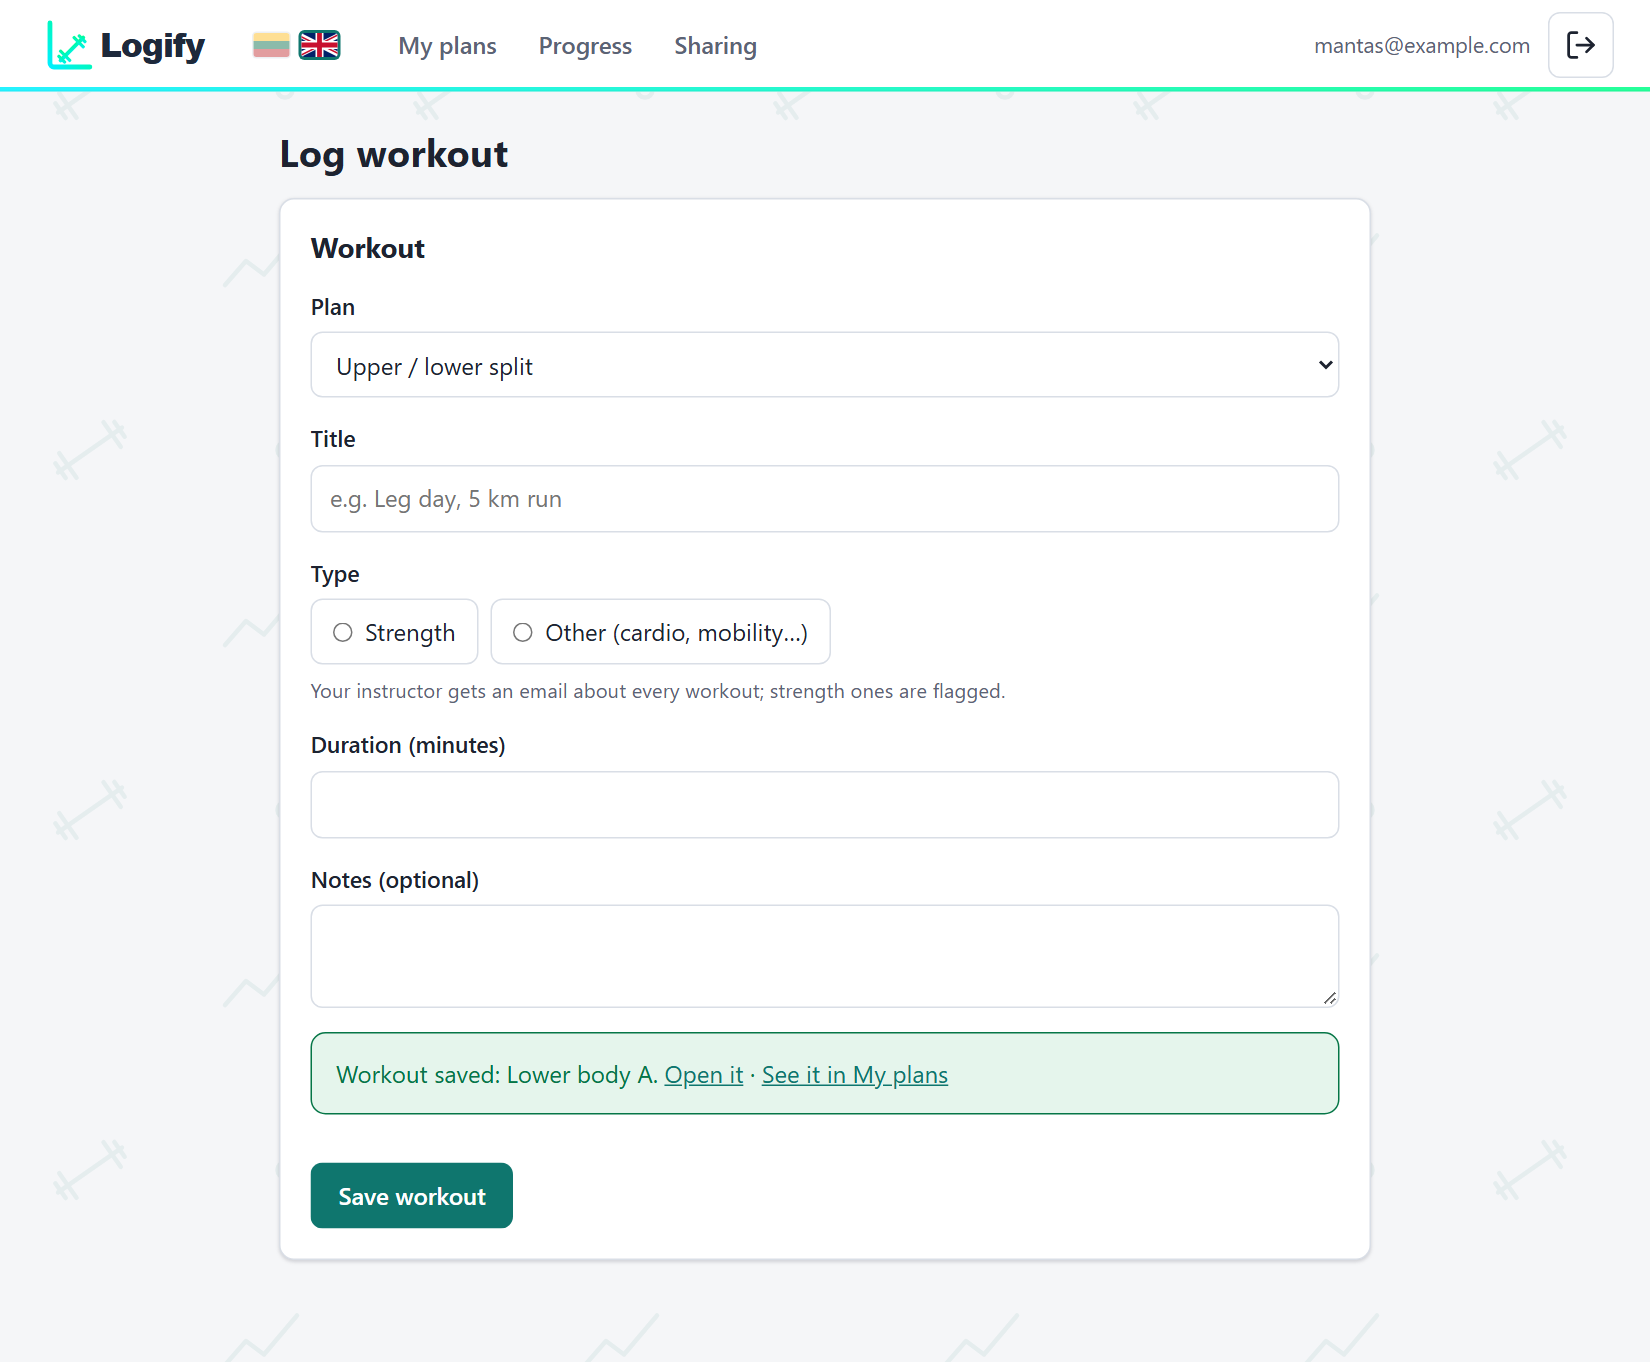 Logify
My plans
Progress
Sharing
mantas@example.com
Log workout
Workout
Plan
Upper / lower split
Title
e.g. Leg day, 5 km run
Type
Strength
Other (cardio, mobility...)
Your instructor gets an email about every workout; strength ones are flagged.
Duration (minutes)
Notes (optional)
Workout saved: Lower body A. Open it · See it in My plans
Save workout